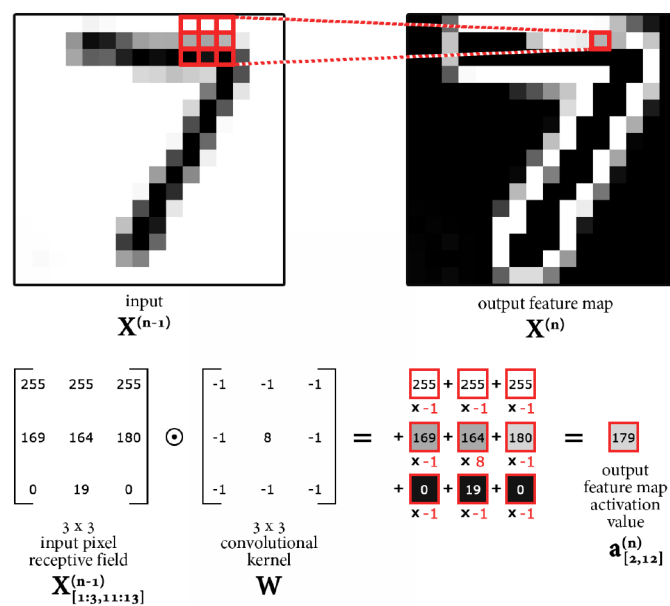 input
X(n-1)
output feature map
X(n)
255 255 255
169 164 180
0 19 0
⊙
-1 -1 -1
-1 8 -1
-1 -1 -1
=
255 + 255 + 255
x -1 x -1 x -1
+ 169 + 164 + 180
x -1 x 8 x -1
+ 0 + 19 + 0
x -1 x -1 x -1
= 179
3 x 3
input pixel
receptive field
X(n-1)[1:3,11:13]
3 x 3
convolutional
kernel
W
output
feature map
activation
value
a(n)[2,12]